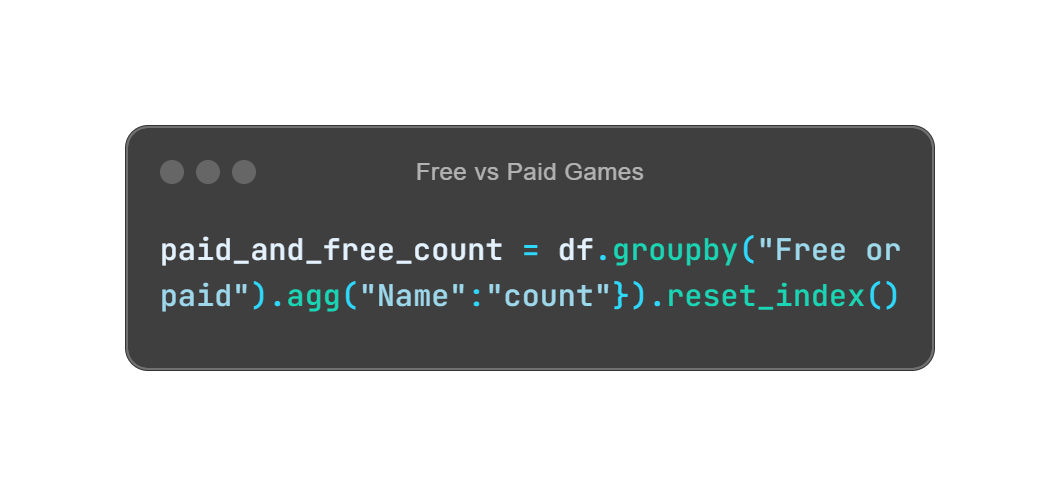 Free vs Paid Games
paid_and_free_count = df.groupby("Free or
paid").agg("Name":"count"}).reset_index()